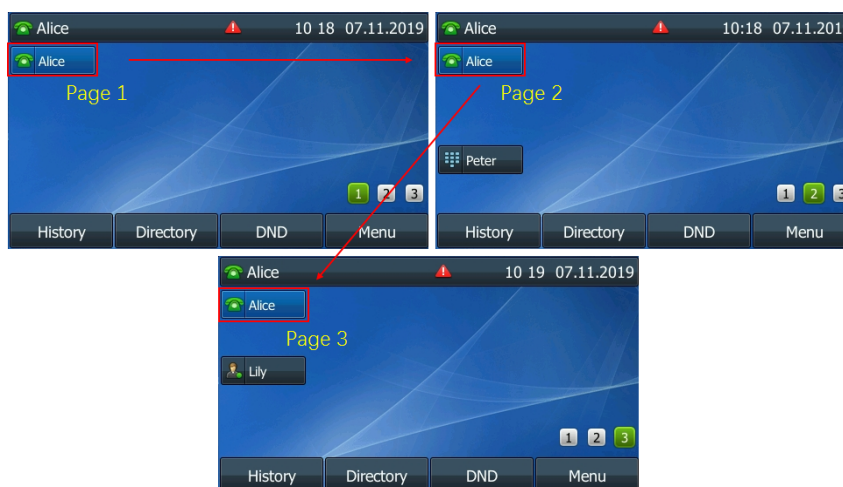 Alice 10 18 07.11.2019
Alice
Page 1
1 2 3
History Directory DND Menu
Alice 10:18 07.11.201
Alice
Page 2
Peter
1 2 3
History Directory DND Menu
Alice 10 19 07.11.2019
Alice
Page 3
Lily
1 2 3
History Directory DND Menu